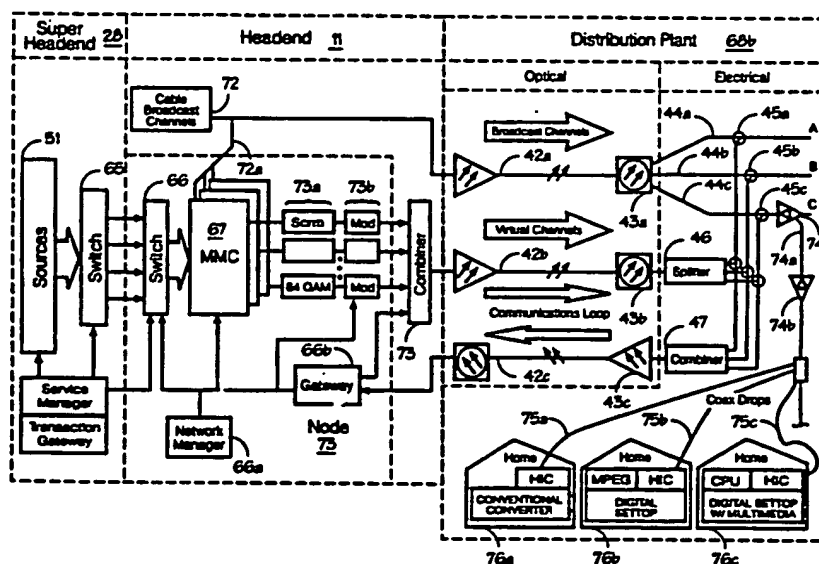 Super Headend 28
Headend 11
Distribution Plant 68b
Optical
Electrical
Cable Broadcast Channels
72
72a
Broadcast Channels
42a
43a
44a
44b
44c
45a
45b
45c
A
B
C
51
Sources
65
Switch
66
Switch
67
MMC
73a
73b
Scrmb
Mod
64 QAM
Mod
Combiner
73
Virtual Channels
42b
43b
46
Splitter
74a
74b
Communications Loop
47
Combiner
42c
43c
Service Manager
Transaction Gateway
66b
Gateway
Node 73
Network Manager
66a
Coax Drops
75a
75b
75c
Home
HIC
CONVENTIONAL CONVERTER
76a
Home
MPEG
HIC
DIGITAL SETTOP
76b
Home
CPU
HIC
DIGITAL SETTOP W/ MULTIMEDIA
76c